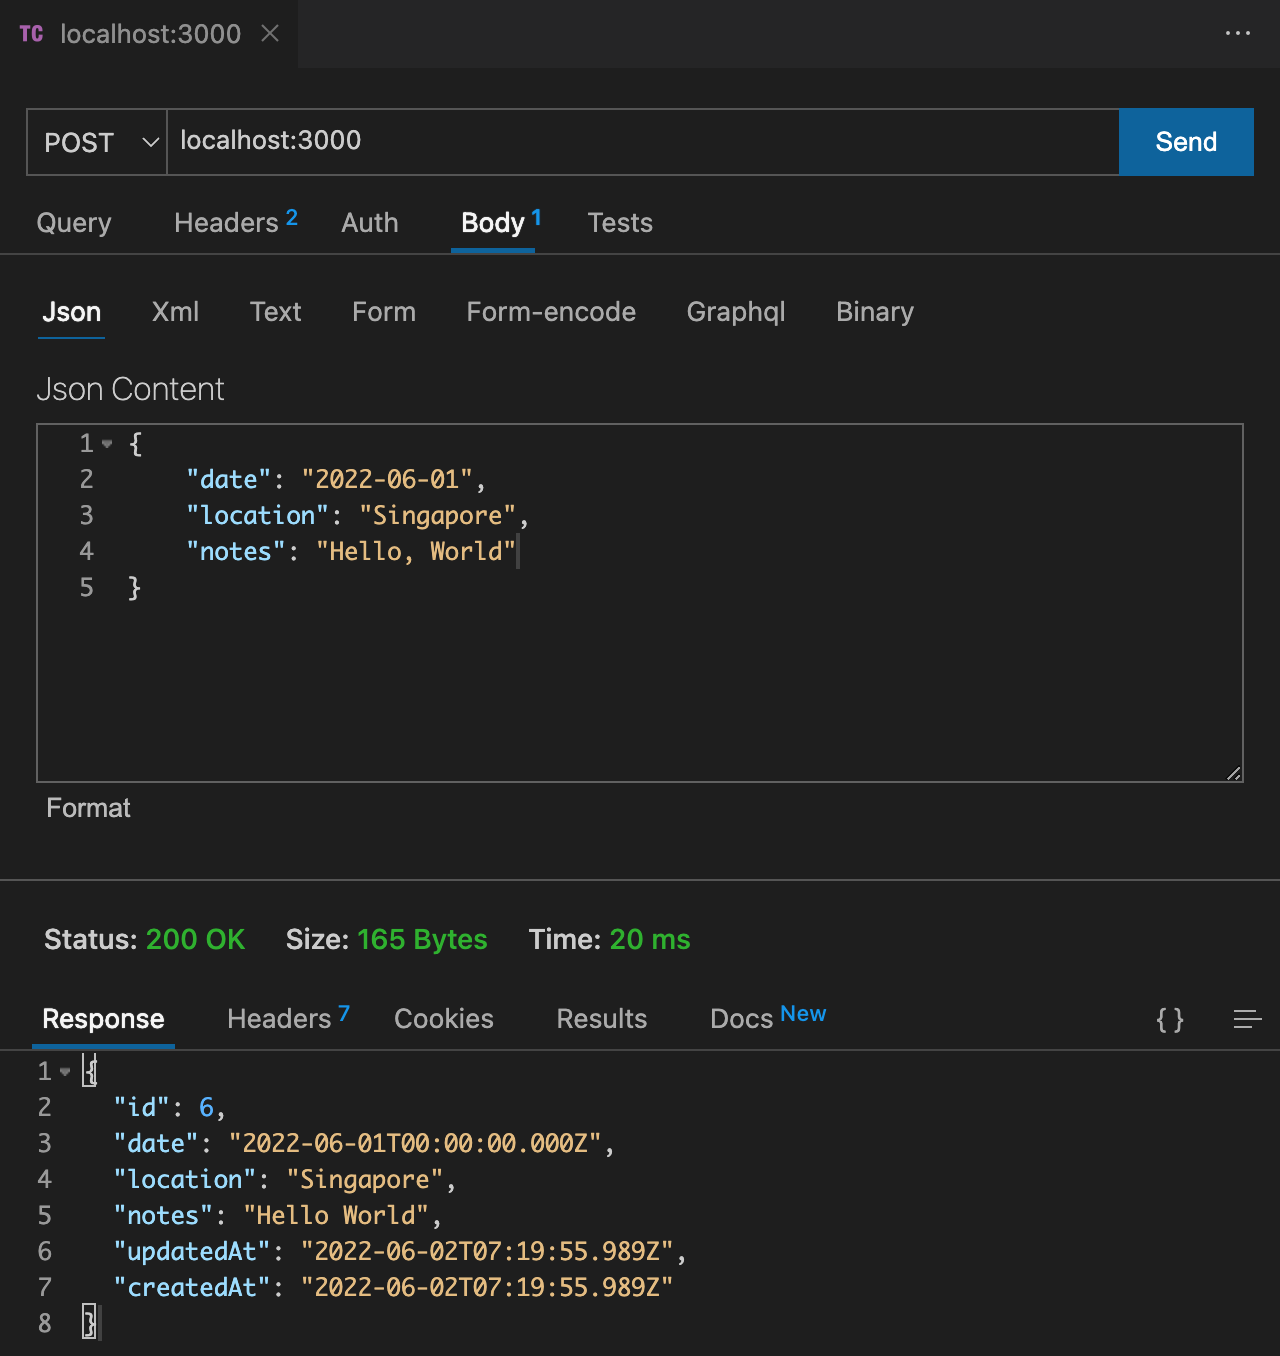 TC localhost:3000
POST localhost:3000 Send
Query Headers 2 Auth Body 1 Tests
Json Xml Text Form Form-encode Graphql Binary
Json Content
1 {
2 "date": "2022-06-01",
3 "location": "Singapore",
4 "notes": "Hello, World"
5 }
Format
Status: 200 OK Size: 165 Bytes Time: 20 ms
Response Headers 7 Cookies Results Docs New {}
1 {
2 "id": 6,
3 "date": "2022-06-01T00:00:00.000Z",
4 "location": "Singapore",
5 "notes": "Hello World",
6 "updatedAt": "2022-06-02T07:19:55.989Z",
7 "createdAt": "2022-06-02T07:19:55.989Z"
8 }